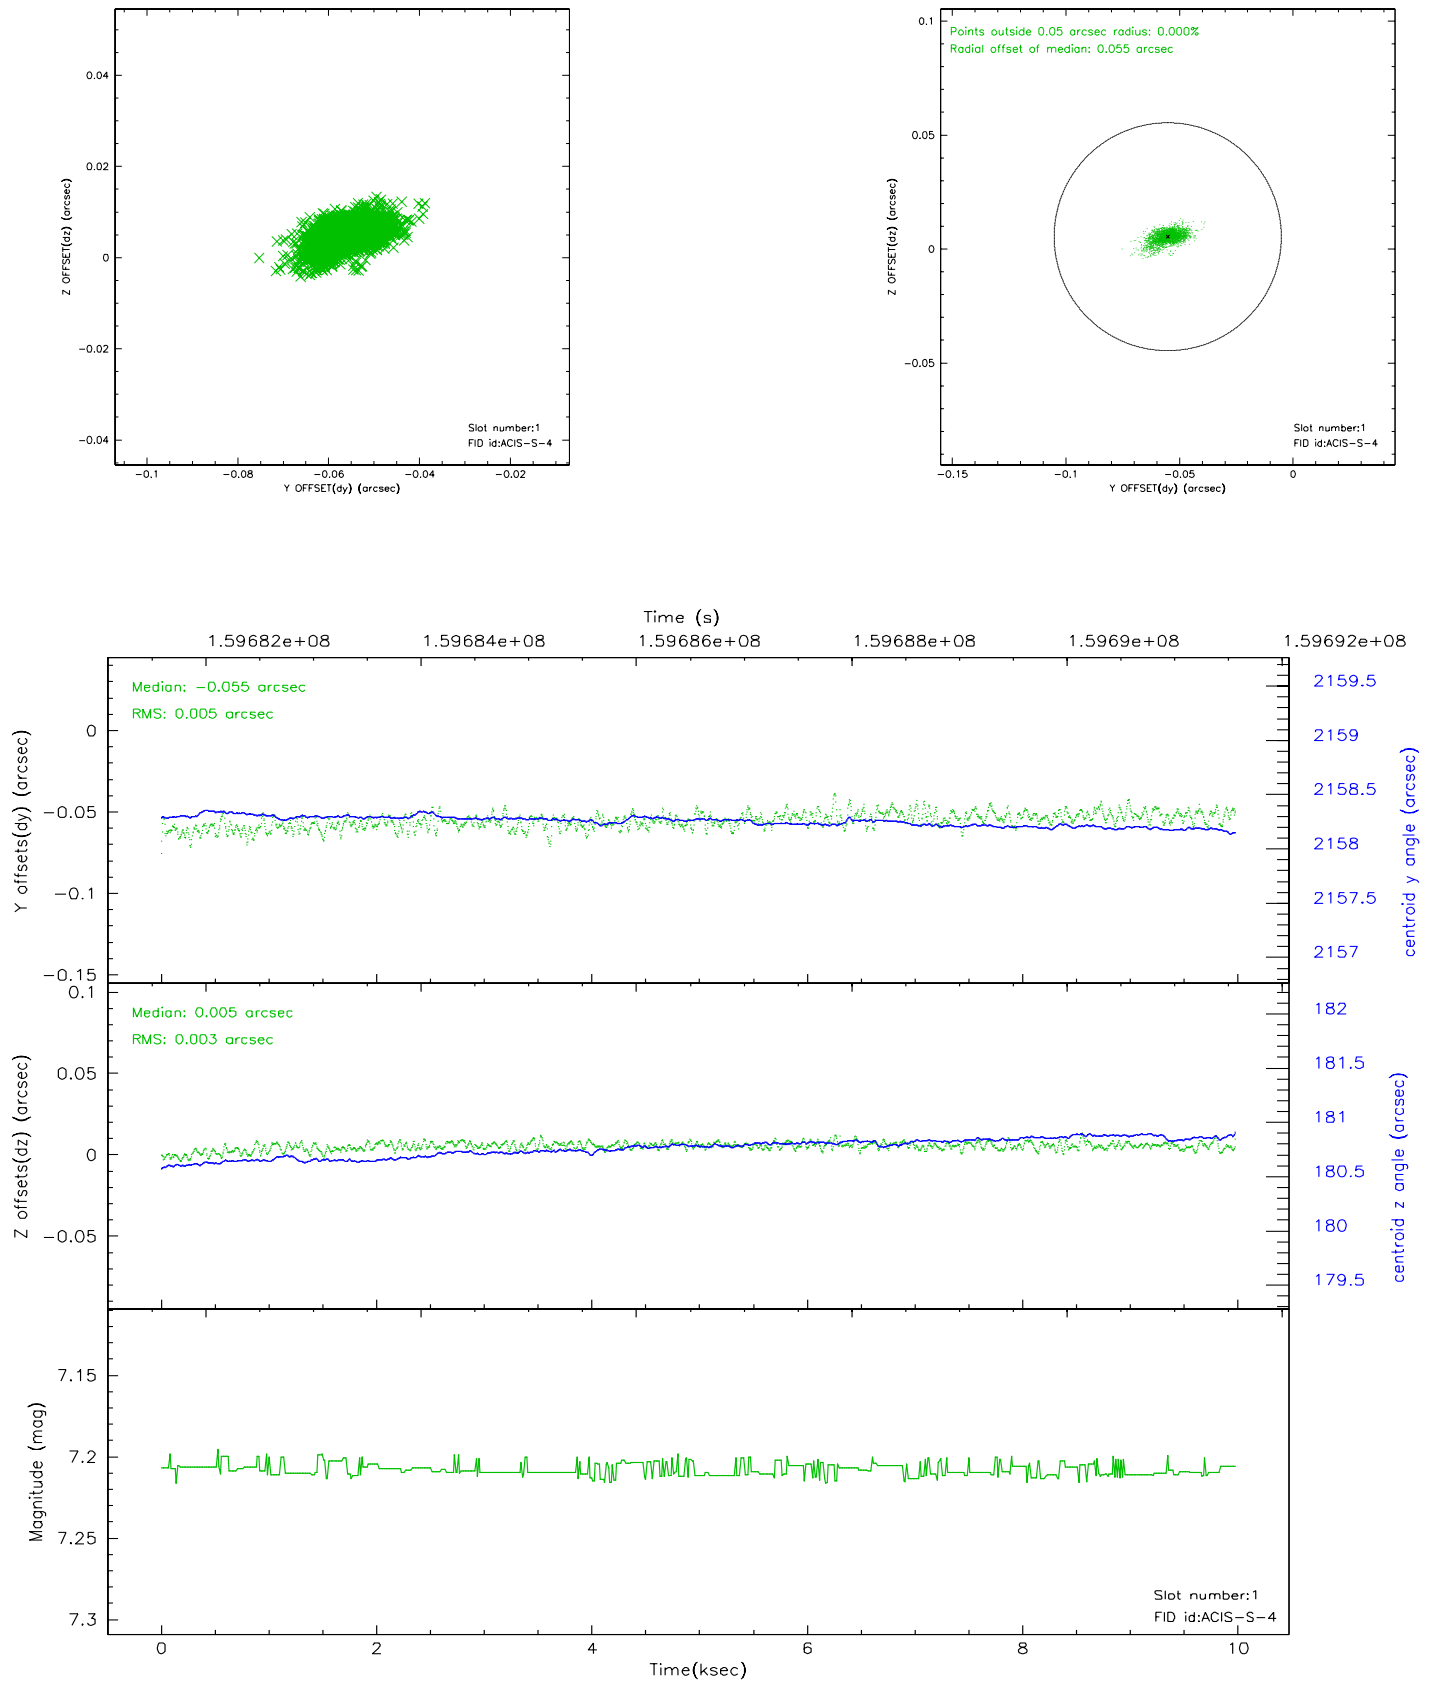 0.04
0.02
0
-0.02
-0.04
Z OFFSET(dz) (arcsec)
Slot number:1
FID id:ACIS-S-4
-0.1 -0.08 -0.06 -0.04 -0.02
Y OFFSET(dy) (arcsec)
Points outside 0.05 arcsec radius: 0.000%
Radial offset of median: 0.055 arcsec
0.1
0.05
0
-0.05
Z OFFSET(dz) (arcsec)
Slot number:1
FID id:ACIS-S-4
-0.15 -0.1 -0.05 0
Y OFFSET(dy) (arcsec)
Time (s)
1.59682e+08 1.59684e+08 1.59686e+08 1.59688e+08 1.5969e+08 1.59692e+08
Median: -0.055 arcsec
RMS: 0.005 arcsec
0
-0.05
-0.1
-0.15
Y offsets(dy) (arcsec)
2159.5
2159
2158.5
2158
2157.5
2157
centroid y angle (arcsec)
Median: 0.005 arcsec
RMS: 0.003 arcsec
0.1
0.05
0
-0.05
Z offsets(dz) (arcsec)
182
181.5
181
180.5
180
179.5
centroid z angle (arcsec)
7.15
7.2
7.25
7.3
Magnitude (mag)
Slot number:1
FID id:ACIS-S-4
0 2 4 6 8 10
Time(ksec)